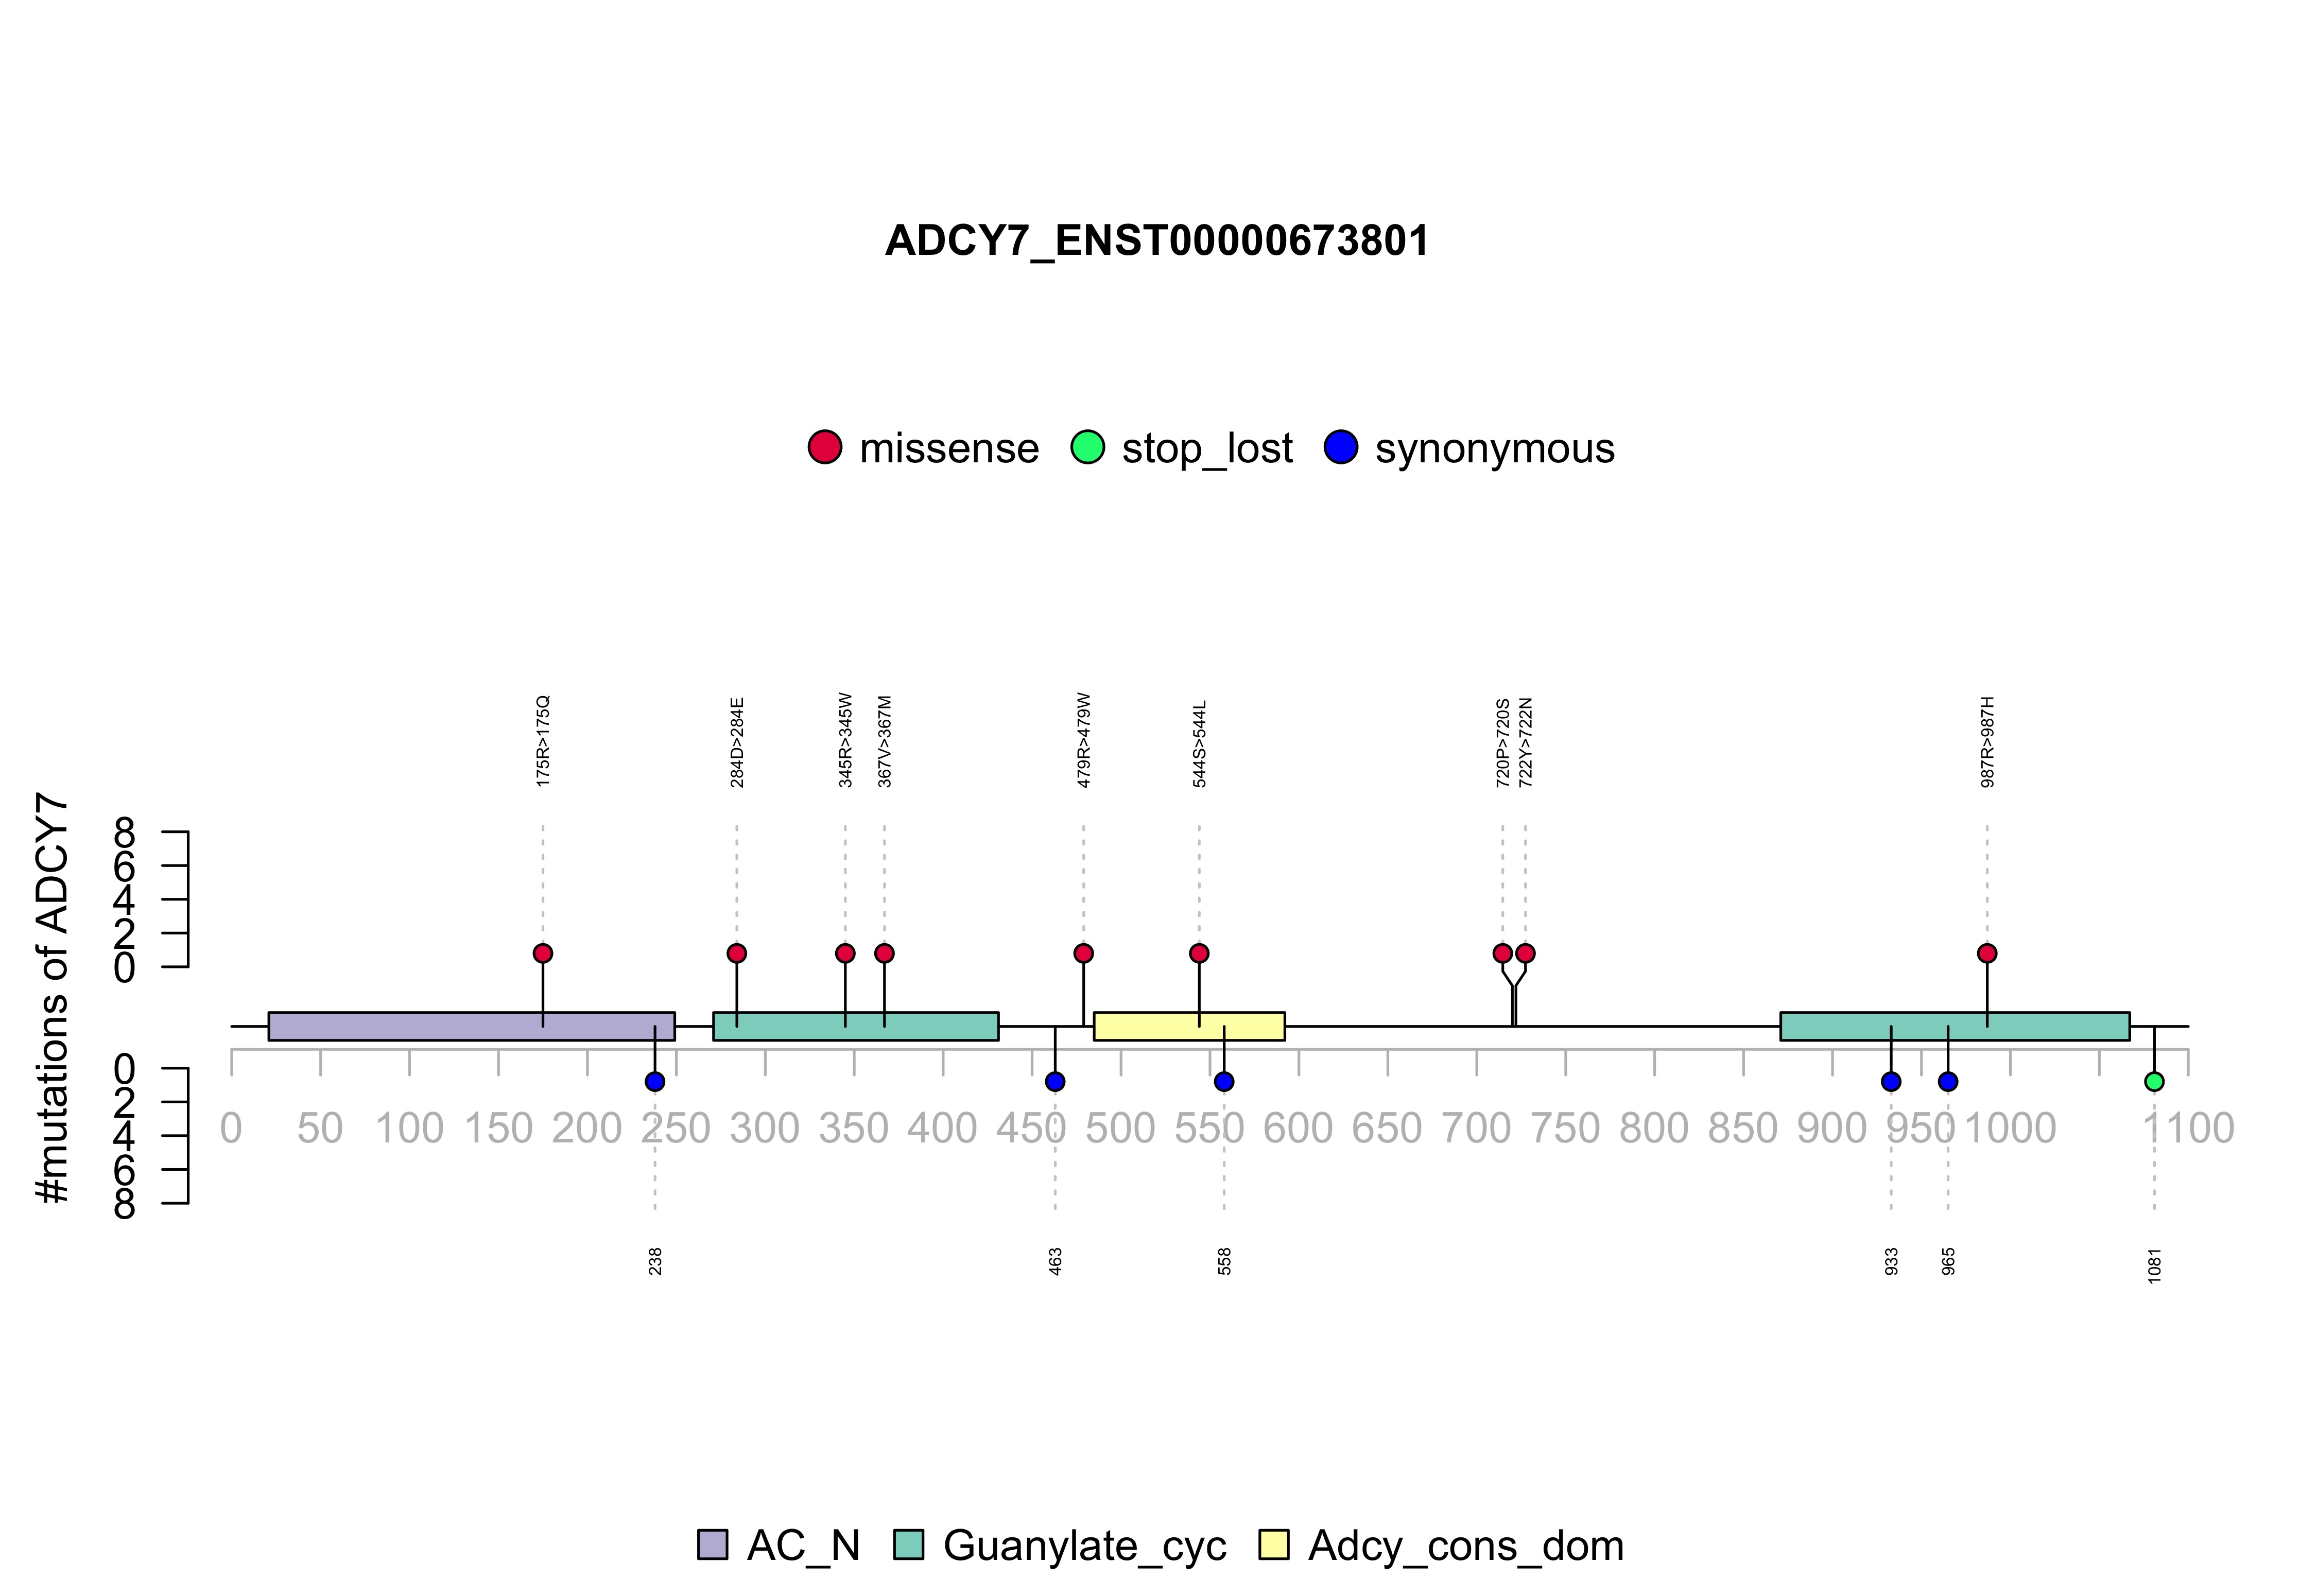 ADCY7_ENST00000673801
missense stop_lost synonymous
175R>175Q 284D>284E 345R>345W 367V>367M 479R>479W 544S>544L 720P>720S 722Y>722N 987R>987H
#mutations of ADCY7
8
6
4
2
0
0
2
4
6
8
0 50 100 150 200 250 300 350 400 450 500 550 600 650 700 750 800 850 900 950 1000 1100
238 463 558 933 965 1081
AC_N Guanylate_cyc Adcy_cons_dom